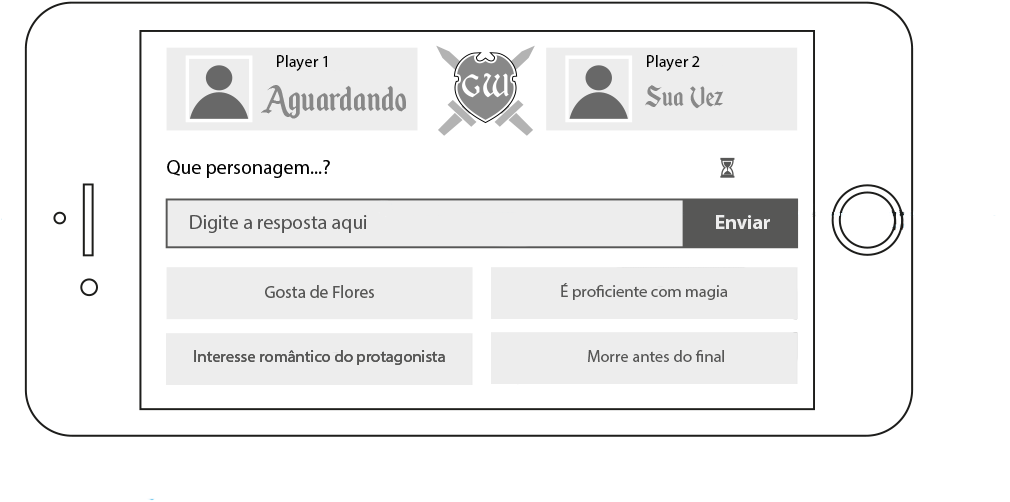 Player 1
Aguardando
GW
Player 2
Sua Vez
Que personagem...?
Digite a resposta aqui
Enviar
Gosta de Flores
É proficiente com magia
Interesse romântico do protagonista
Morre antes do final